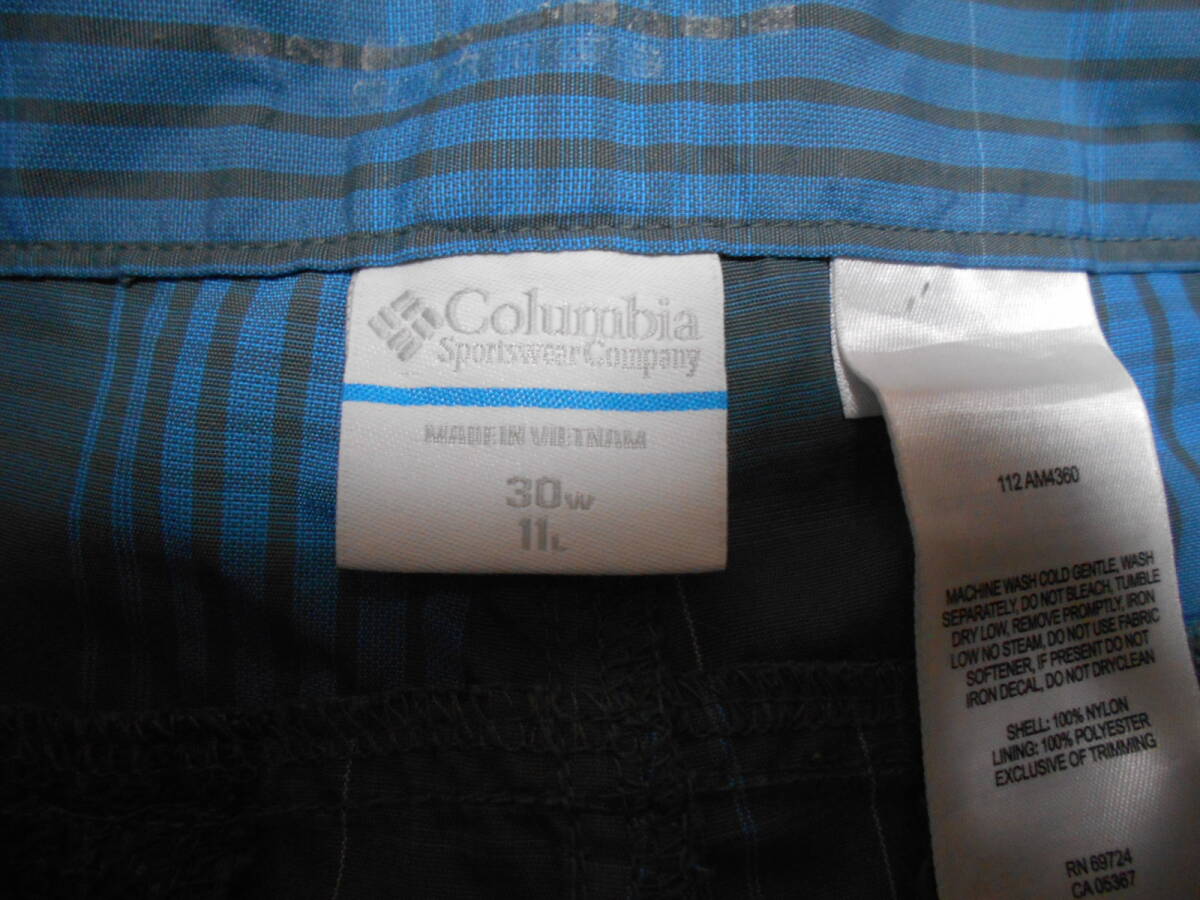 Columbia
Sportswear Company
MADE IN VIETNAM
30W
11L
112 AM4360
MACHINE WASH COLD GENTLE, WASH
SEPARATELY, DO NOT BLEACH, TUMBLE
DRY LOW, REMOVE PROMPTLY, IRON
LOW NO STEAM, DO NOT USE FABRIC
SOFTENER, IF PRESENT DO NOT
IRON DECAL, DO NOT DRYCLEAN
SHELL: 100% NYLON
LINING: 100% POLYESTER
EXCLUSIVE OF TRIMMING
RN 69724
CA 05367